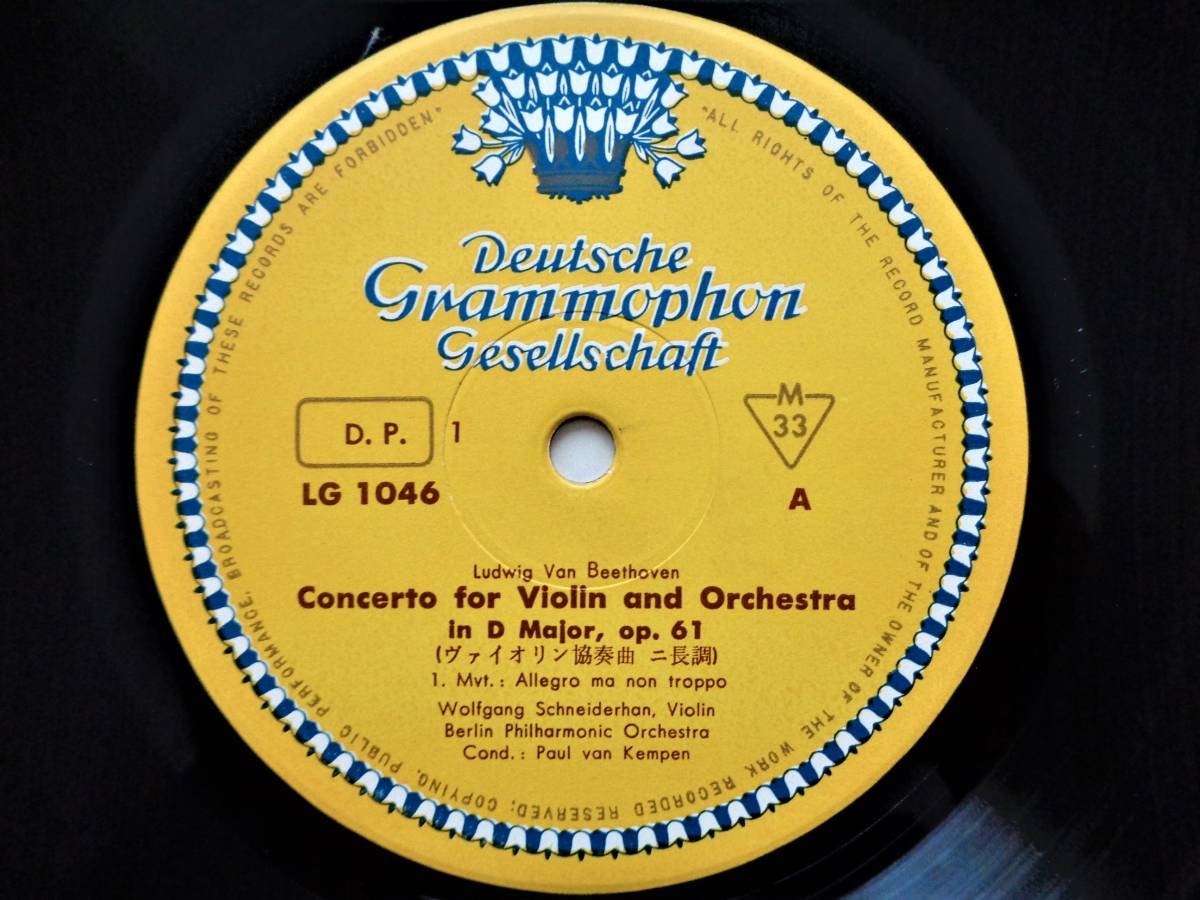 "ALL RIGHTS OF THE RECORD MANUFACTURER AND OF THE OWNER OF THE WORK RECORDED RESERVED; COPYING, PUBLIC PERFORMANCE, BROADCASTING OF THESE RECORDS ARE FORBIDDEN"
Deutsche
Grammophon
Gesellschaft
D. P. 1
LG 1046
M
33
A
Ludwig Van Beethoven
Concerto for Violin and Orchestra
in D Major, op. 61
(ヴァイオリン協奏曲 ニ長調)
1. Mvt.: Allegro ma non troppo
Wolfgang Schneiderhan, Violin
Berlin Philharmonic Orchestra
Cond.: Paul van Kempen